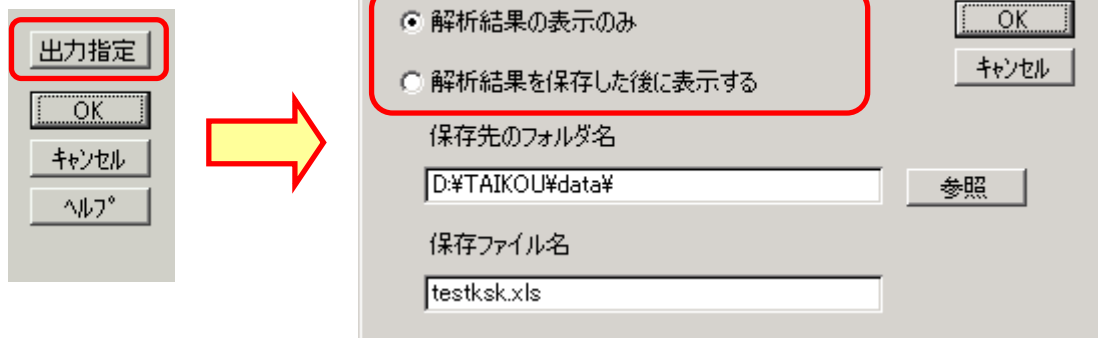 出力指定
OK
キャンセル
ヘルプ
解析結果の表示のみ
OK
解析結果を保存した後に表示する
キャンセル
保存先のフォルダ名
D:¥TAIKOU¥data¥
参照
保存ファイル名
testksk.xls